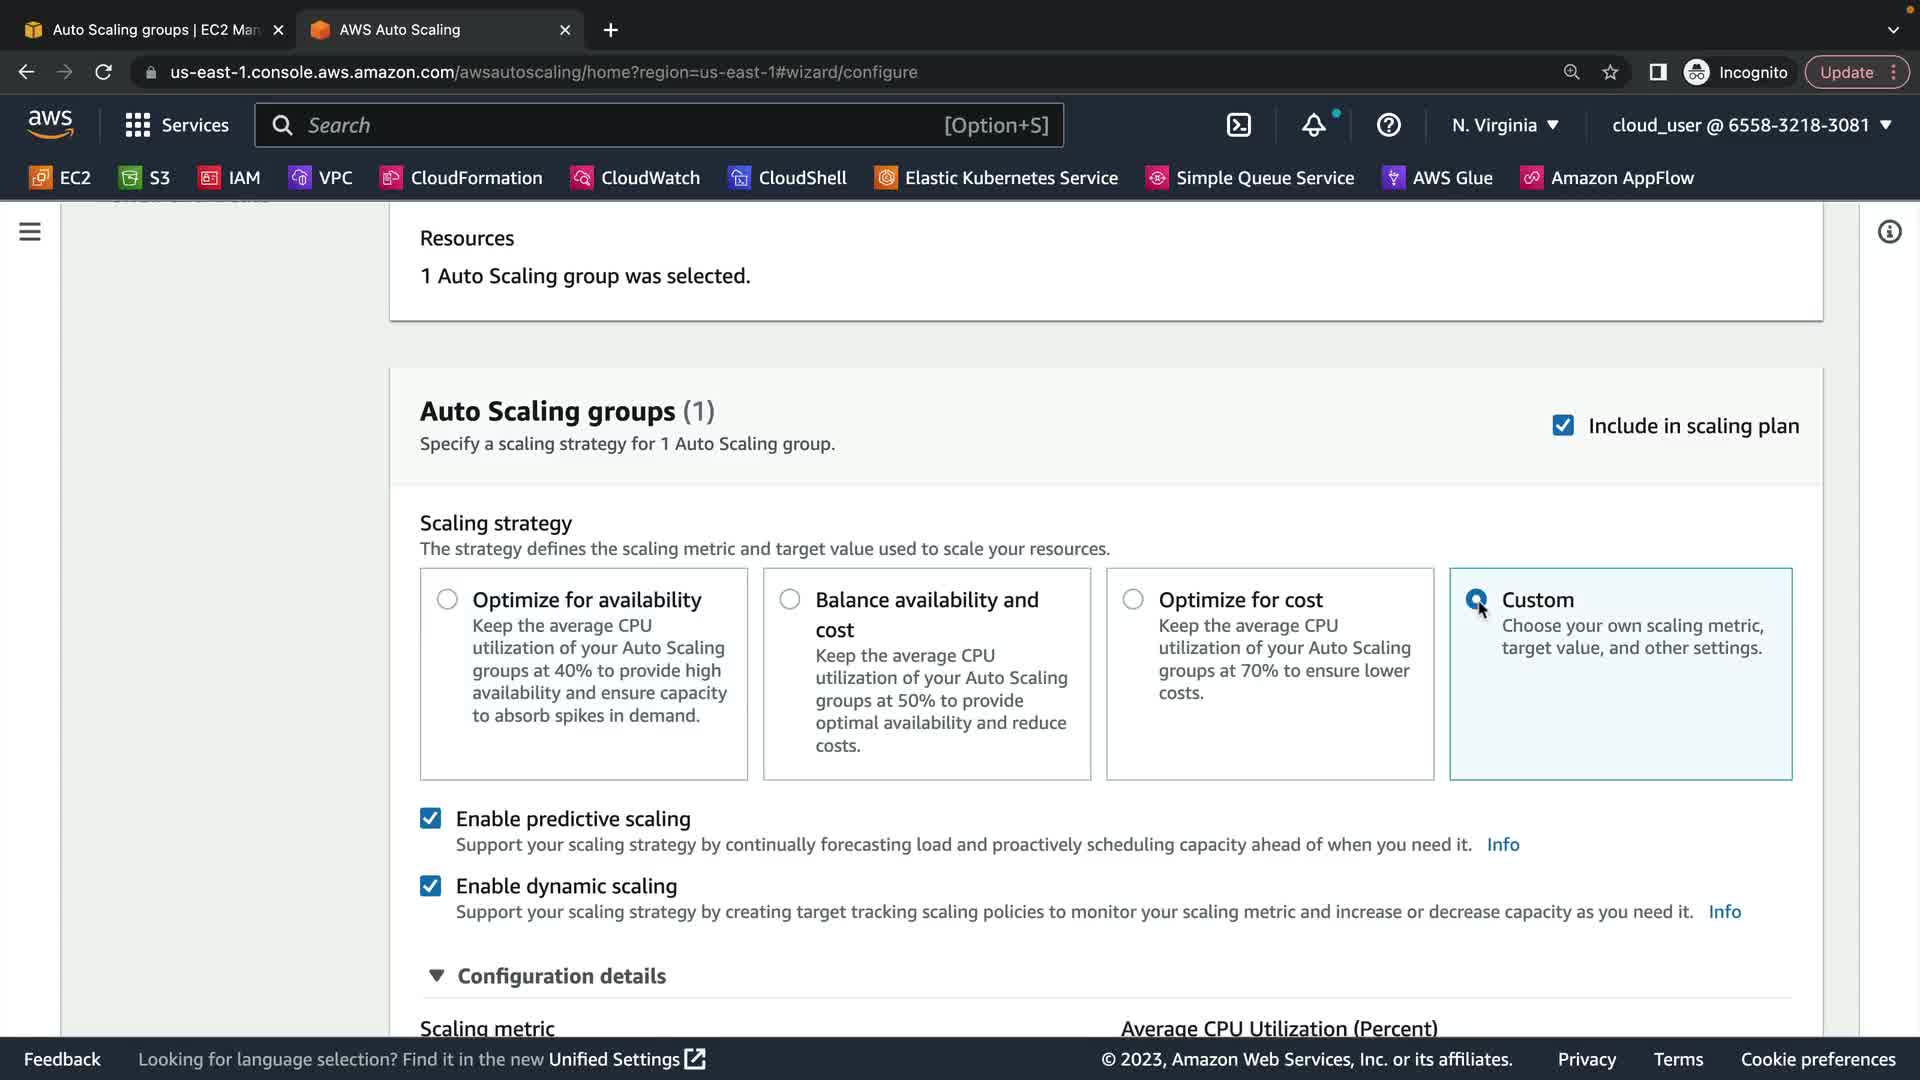 Auto Scaling groups | EC2 Man
AWS Auto Scaling
us-east-1.console.aws.amazon.com/awsautoscaling/home?region=us-east-1#wizard/configure
Incognito
Update
aws
Services
Search
[Option+S]
N. Virginia
cloud_user @ 6558-3218-3081
EC2
S3
IAM
VPC
CloudFormation
CloudWatch
CloudShell
Elastic Kubernetes Service
Simple Queue Service
AWS Glue
Amazon AppFlow
Resources
1 Auto Scaling group was selected.
Auto Scaling groups (1)
Specify a scaling strategy for 1 Auto Scaling group.
Include in scaling plan
Scaling strategy
The strategy defines the scaling metric and target value used to scale your resources.
Optimize for availability
Keep the average CPU
utilization of your Auto Scaling
groups at 40% to provide high
availability and ensure capacity
to absorb spikes in demand.
Balance availability and
cost
Keep the average CPU
utilization of your Auto Scaling
groups at 50% to provide
optimal availability and reduce
costs.
Optimize for cost
Keep the average CPU
utilization of your Auto Scaling
groups at 70% to ensure lower
costs.
Custom
Choose your own scaling metric,
target value, and other settings.
Enable predictive scaling
Support your scaling strategy by continually forecasting load and proactively scheduling capacity ahead of when you need it. Info
Enable dynamic scaling
Support your scaling strategy by creating target tracking scaling policies to monitor your scaling metric and increase or decrease capacity as you need it. Info
Configuration details
Scaling metric
Average CPU Utilization (Percent)
Feedback
Looking for language selection? Find it in the new Unified Settings
© 2023, Amazon Web Services, Inc. or its affiliates.
Privacy
Terms
Cookie preferences